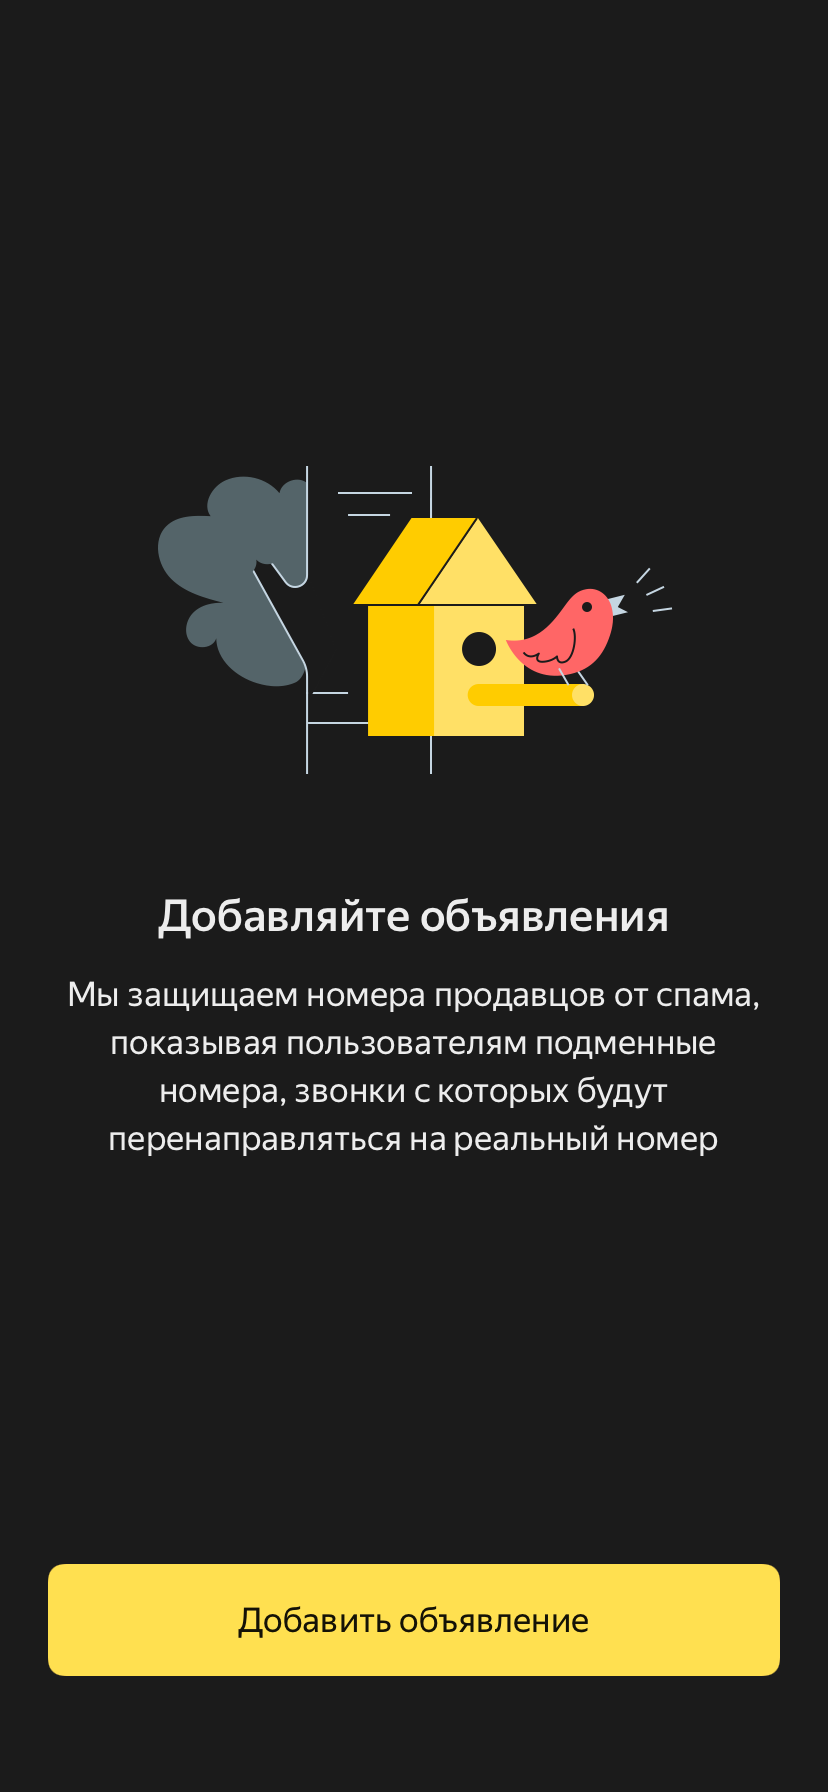 Добавляйте объявления
Мы защищаем номера продавцов от спама,
показывая пользователям подменные
номера, звонки с которых будут
перенаправляться на реальный номер
Добавить объявление